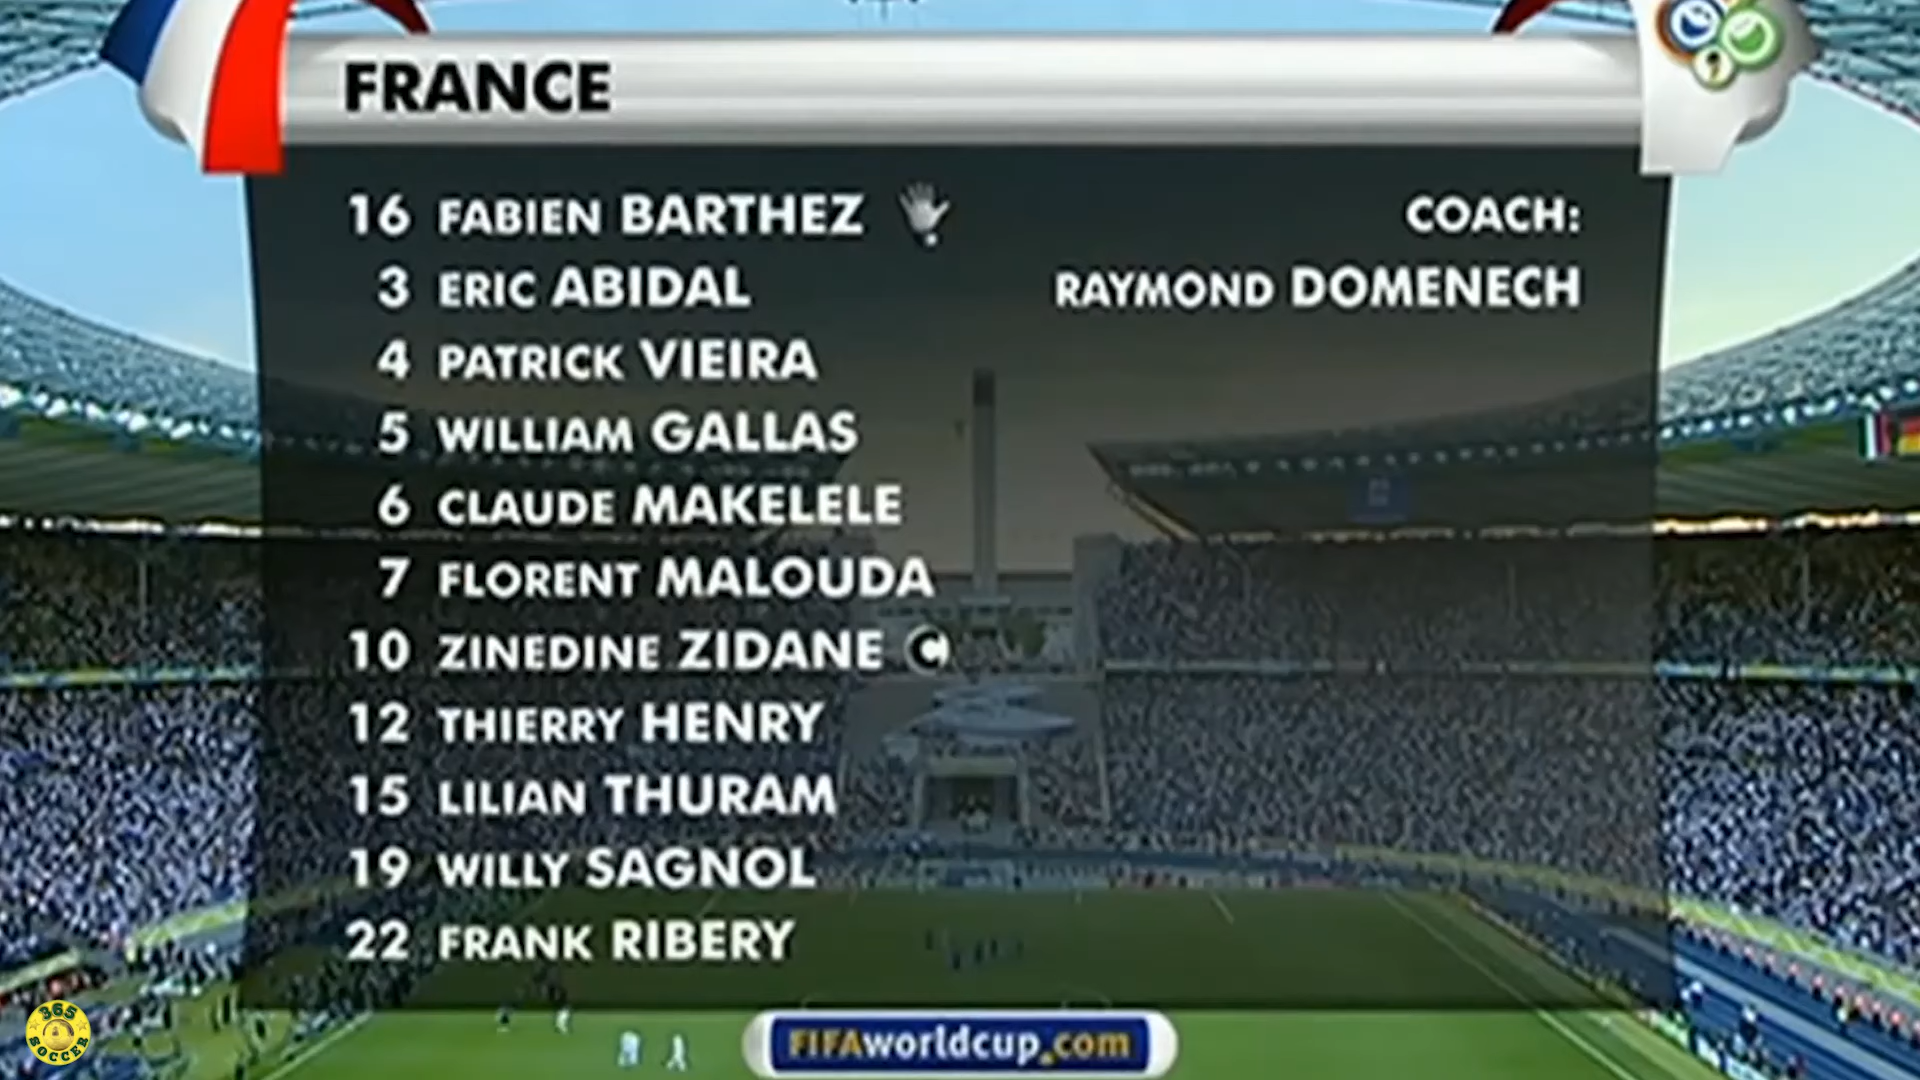 FRANCE
16 FABIEN BARTHEZ
3 ERIC ABIDAL
4 PATRICK VIEIRA
5 WILLIAM GALLAS
6 CLAUDE MAKELELE
7 FLORENT MALOUDA
10 ZINEDINE ZIDANE C
12 THIERRY HENRY
15 LILIAN THURAM
19 WILLY SAGNOL
22 FRANK RIBERY
COACH:
RAYMOND DOMENECH
FIFAworldcup.com
365
SOCCER